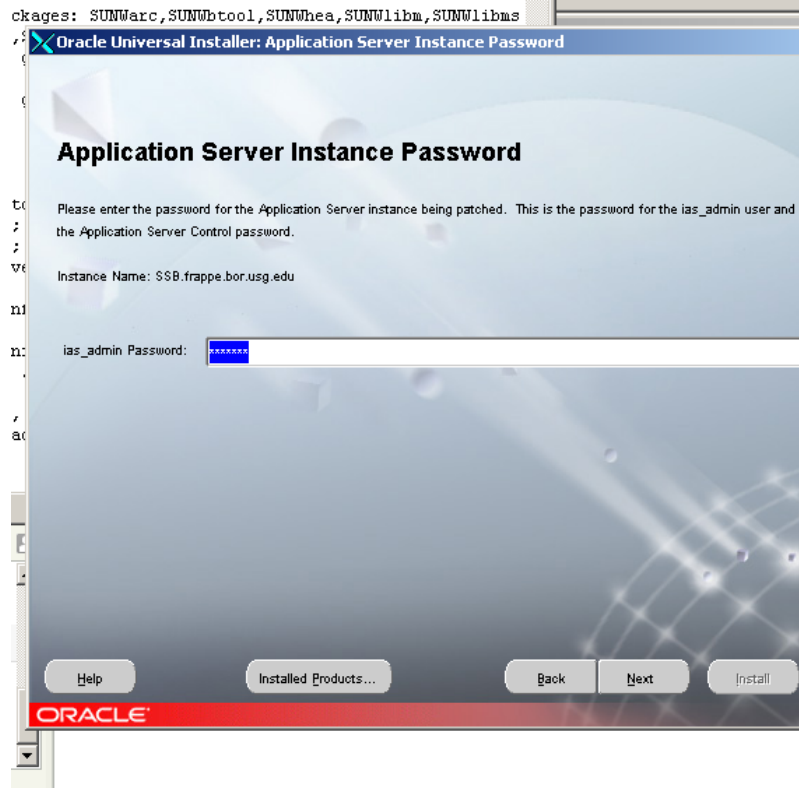 ckages: SUNWarc,SUNWbtool,SUNWhea,SUNWlibm,SUNWlibms
Oracle Universal Installer: Application Server Instance Password
Application Server Instance Password
Please enter the password for the Application Server instance being patched. This is the password for the ias_admin user and
the Application Server Control password.
Instance Name: SSB.frappe.bor.usg.edu
ias_admin Password: *******
Help Installed Products... Back Next Install
ORACLE